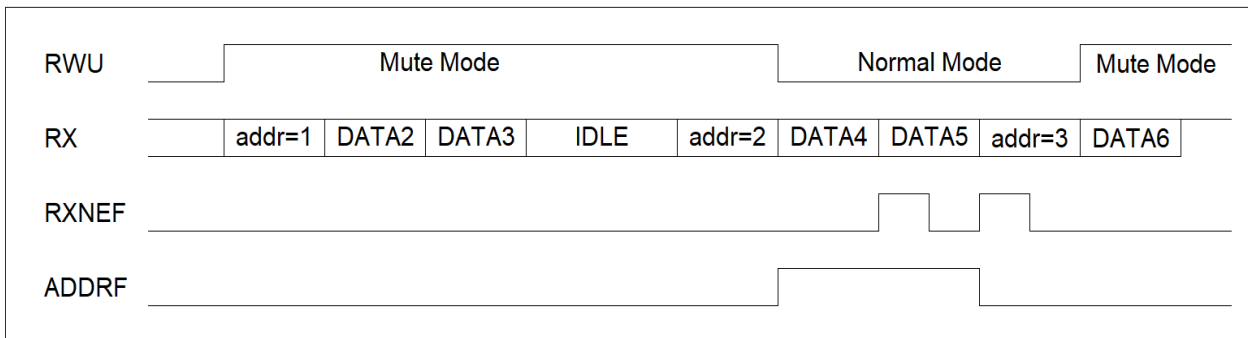 RWU Mute Mode Normal Mode Mute Mode
RX addr=1 DATA2 DATA3 IDLE addr=2 DATA4 DATA5 addr=3 DATA6
RXNEF
ADDRF